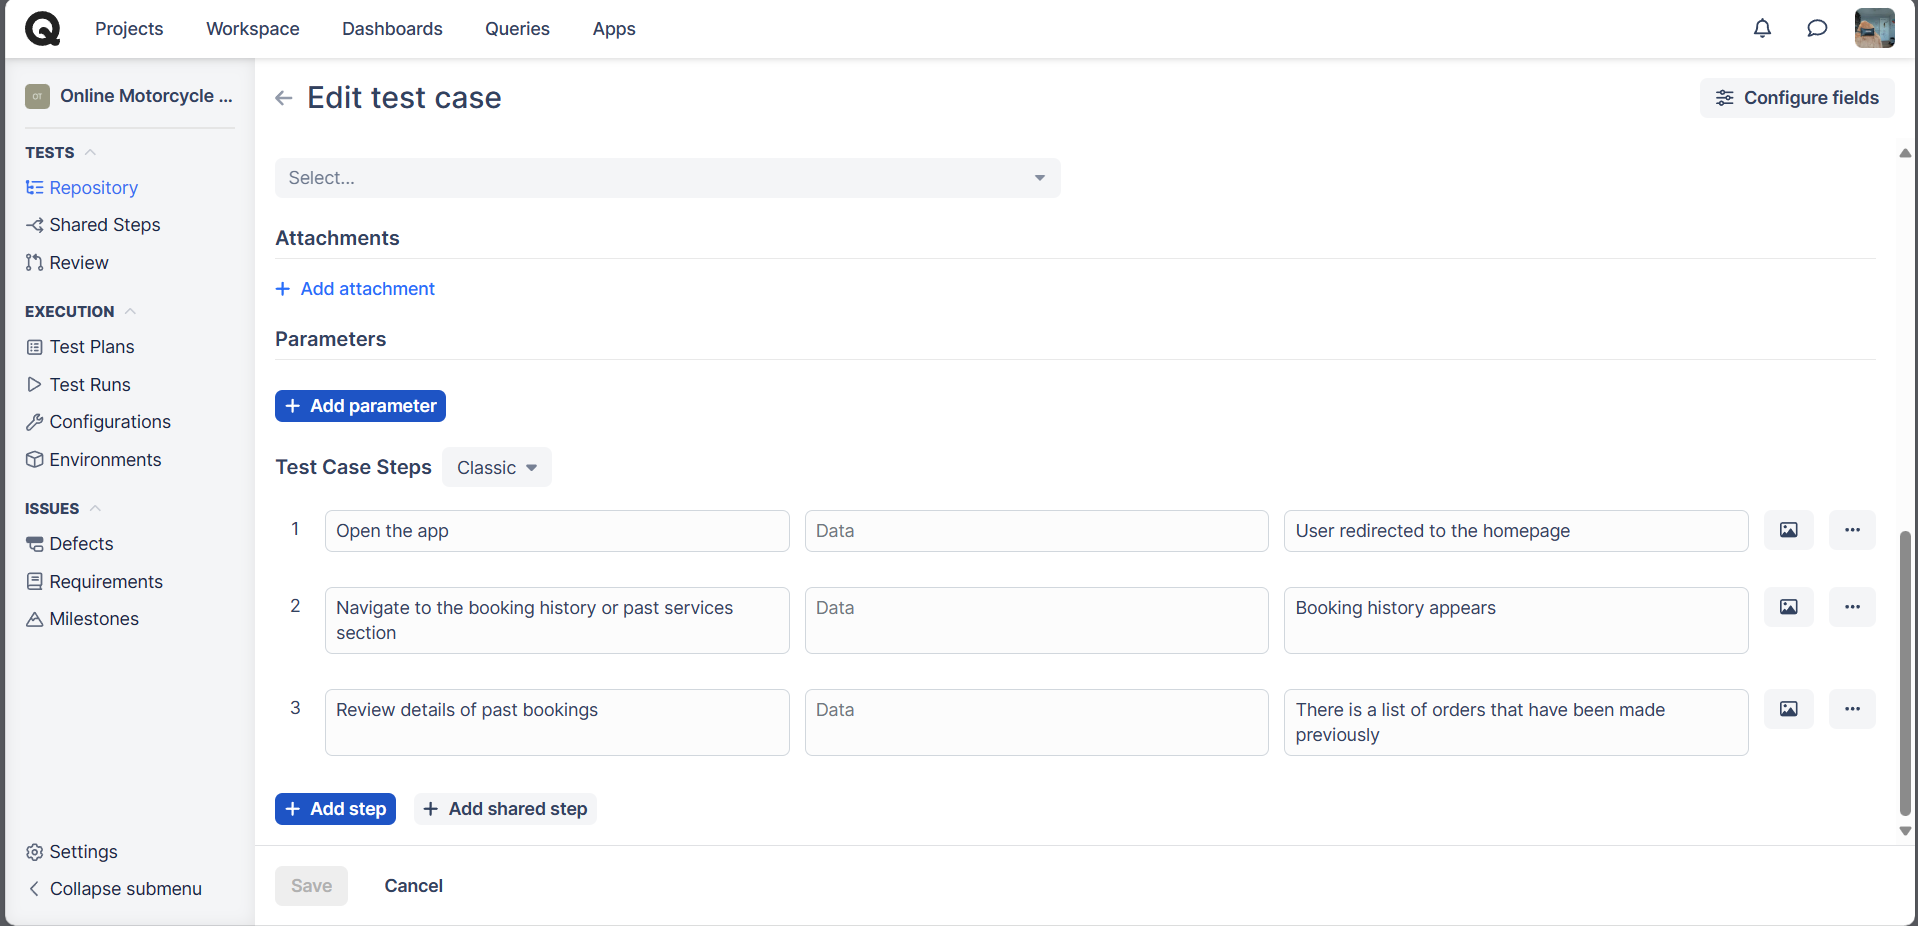 Projects
Workspace
Dashboards
Queries
Apps
OT
Online Motorcycle ...
TESTS
Repository
Shared Steps
Review
EXECUTION
Test Plans
Test Runs
Configurations
Environments
ISSUES
Defects
Requirements
Milestones
Settings
Collapse submenu
Edit test case
Configure fields
Select...
Attachments
+ Add attachment
Parameters
+ Add parameter
Test Case Steps
Classic
1
Open the app
Data
User redirected to the homepage
2
Navigate to the booking history or past services
section
Data
Booking history appears
3
Review details of past bookings
Data
There is a list of orders that have been made
previously
+ Add step
+ Add shared step
Save
Cancel